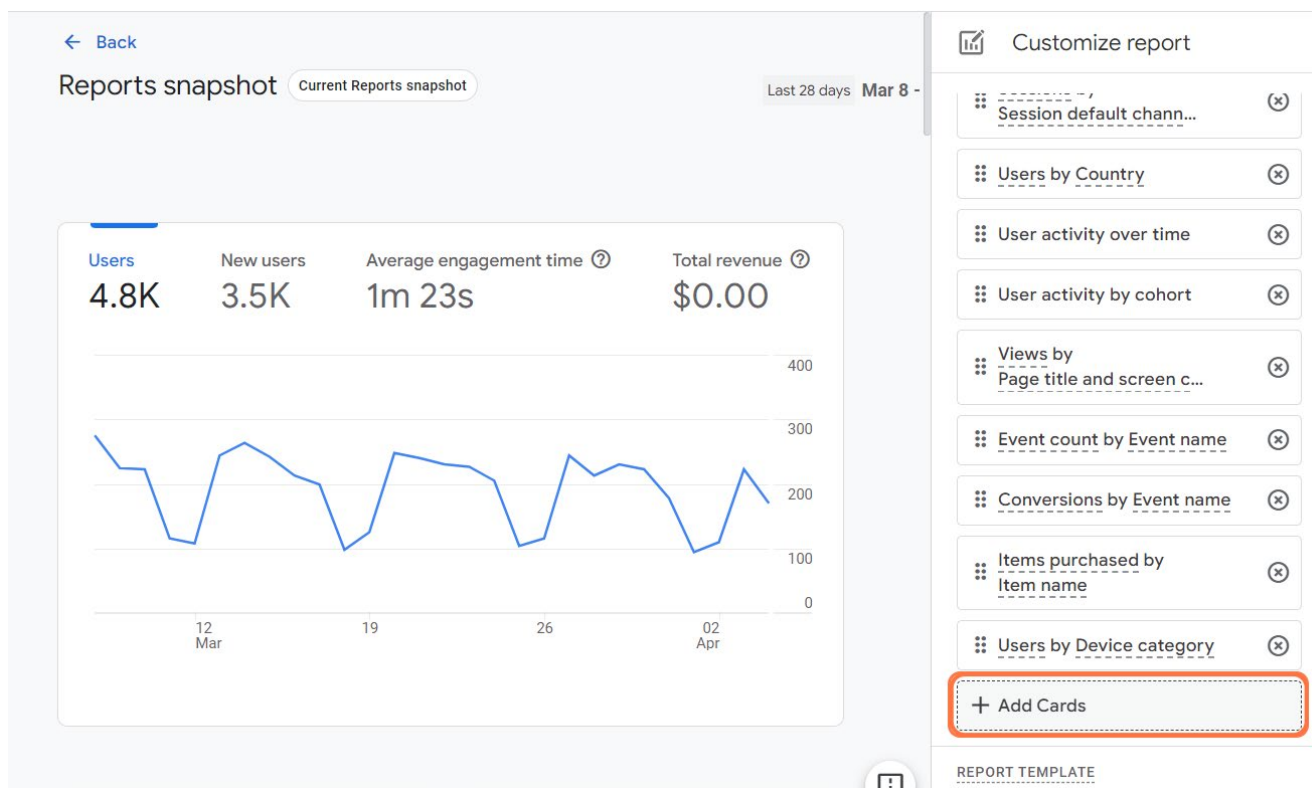 Back
Reports snapshot
Current Reports snapshot
Last 28 days Mar 8 -
Users
4.8K
New users
3.5K
Average engagement time
1m 23s
Total revenue
$0.00
400
300
200
100
0
12
Mar
19
26
02
Apr
Customize report
Session default chann...
Users by Country
User activity over time
User activity by cohort
Views by
Page title and screen c...
Event count by Event name
Conversions by Event name
Items purchased by
Item name
Users by Device category
+ Add Cards
REPORT TEMPLATE